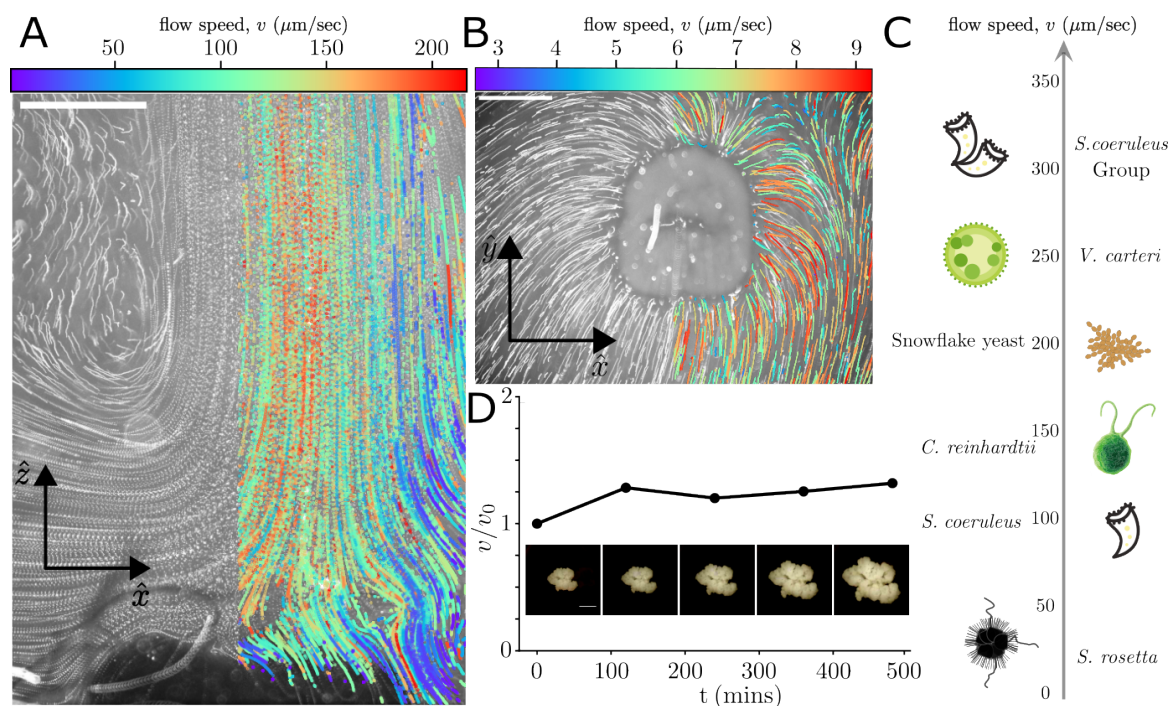 A
flow speed, v (μm/sec)
50 100 150 200
ẑ
x̂
B
flow speed, v (μm/sec)
3 4 5 6 7 8 9
ŷ
x̂
C
flow speed, v (μm/sec)
350
S.coeruleus
Group
300
250
V. carteri
Snowflake yeast
200
150
C. reinhardtii
S. coeruleus
100
50
S. rosetta
0
D
v/v₀
2
1
0
0 100 200 300 400 500
t (mins)